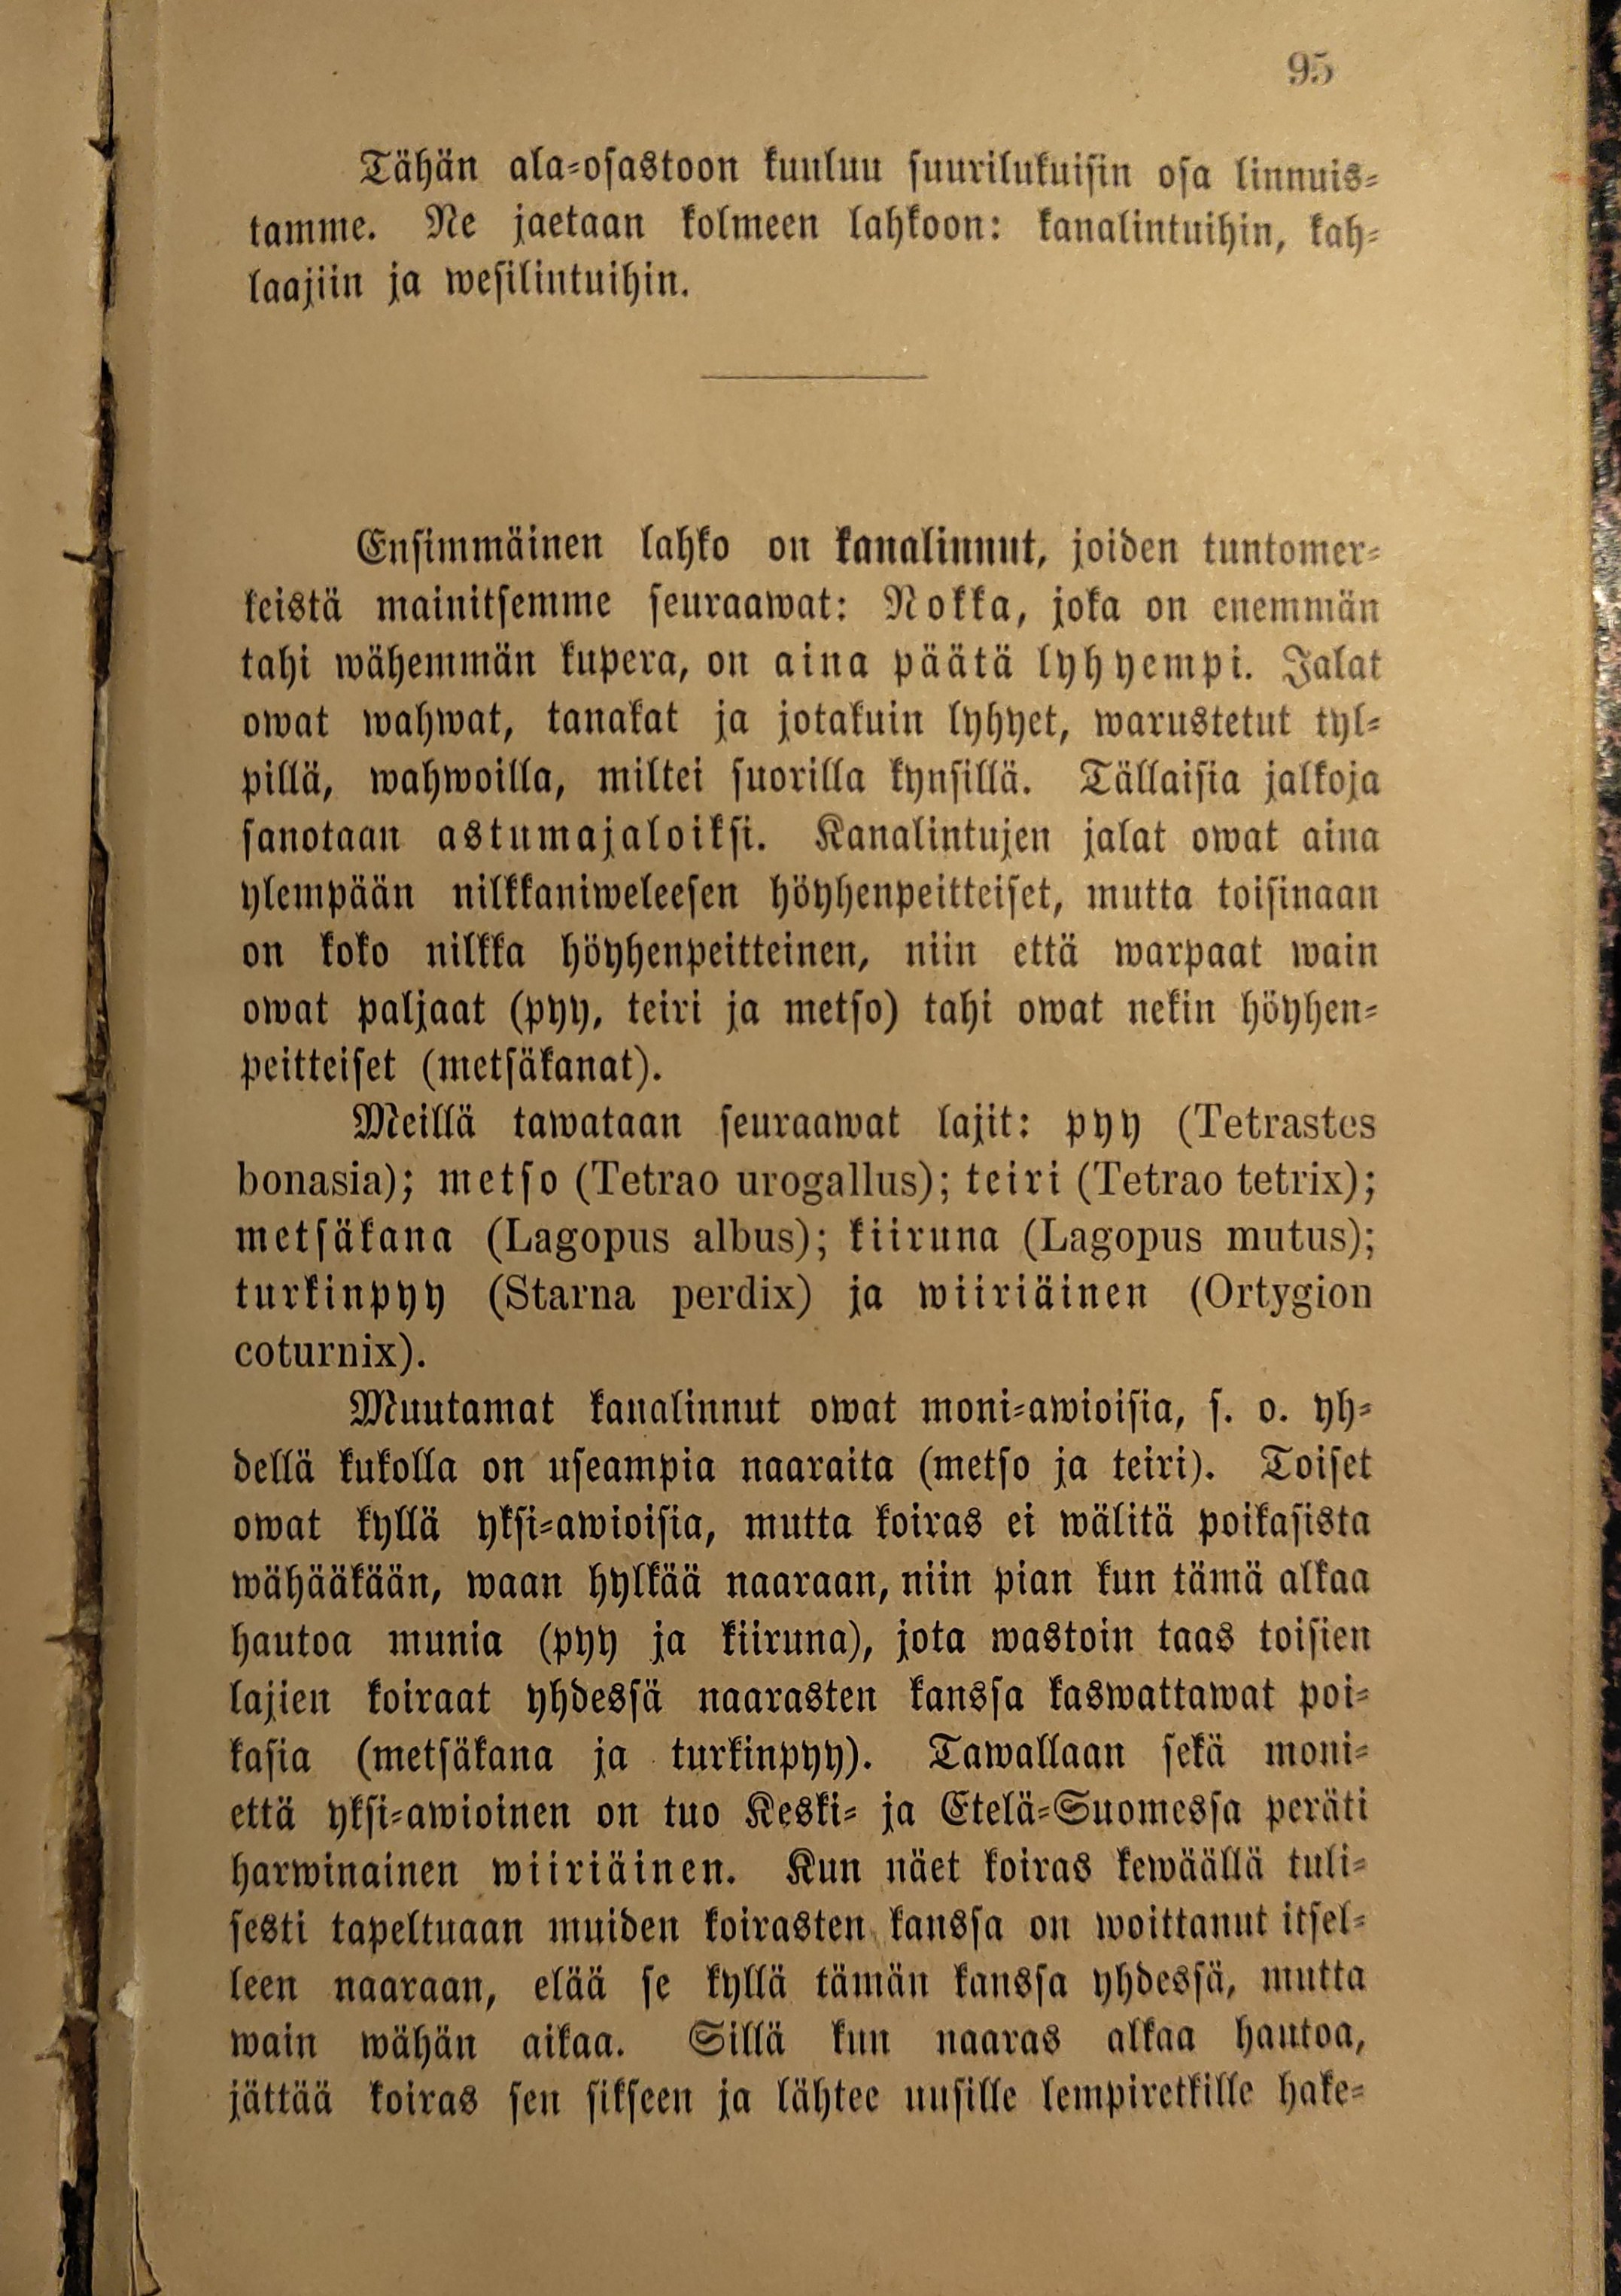 95
Tähän ala-osastoon kuuluu suurilukuisin osa linnuis-
tamme. Ne jaetaan kolmeen lahkoon: kanalintuihin, kah-
laajiin ja wesilintuihin.
Ensimmäinen lahko on kanalinnut, joiden tuntomer-
keistä mainitsemme seuraawat: Nokka, joka on enemmän
tahi wähemmän kupera, on aina päätä lyhyempi. Jalat
owat wahwat, tanakat ja jotakuin lyhyet, warustetut tyl-
pillä, wahwoilla, miltei suorilla kynsillä. Tällaisia jalkoja
sanotaan astumajaloiksi. Kanalintujen jalat owat aina
ylempään nilkkaniweleesen höyhenpeitteiset, mutta toisinaan
on koko nilkka höyhenpeitteinen, niin että warpaat wain
owat paljaat (pyy, teiri ja metso) tahi owat nekin höyhen-
peitteiset (metsäkanat).
Meillä tawataan seuraawat lajit: pyy (Tetrastes
bonasia); metso (Tetrao urogallus); teiri (Tetrao tetrix);
metsäkana (Lagopus albus); kiiruna (Lagopus mutus);
turkinpyy (Starna perdix) ja wiiriäinen (Ortygion
coturnix).
Muutamat kanalinnut owat moni-awioisia, s. o. yh-
dellä kukolla on useampia naaraita (metso ja teiri). Toiset
owat kyllä yksi-awioisia, mutta koiras ei wälitä poikasista
wähääkään, waan hylkää naaraan, niin pian kun tämä alkaa
hautoa munia (pyy ja kiiruna), jota wastoin taas toisien
lajien koiraat yhdessä naarasten kanssa kaswattawat poi-
kasia (metsäkana ja turkinpyy). Tawallaan sekä moni-
että yksi-awioinen on tuo Keski- ja Etelä-Suomessa peräti
harwinainen wiiriäinen. Kun näet koiras kewäällä tuli-
sesti tapeltuaan muiden koirasten kanssa on woittanut itsel-
leen naaraan, elää se kyllä tämän kanssa yhdessä, mutta
wain wähän aikaa. Sillä kun naaras alkaa hautoa,
jättää koiras sen sikseen ja lähtee uusille lempiretkille hake-